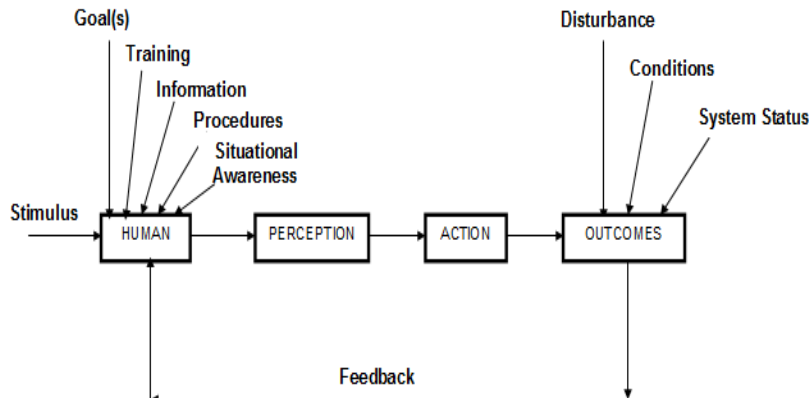 Goal(s)
Training
Information
Procedures
Situational
Awareness
Disturbance
Conditions
System Status
Stimulus
HUMAN
PERCEPTION
ACTION
OUTCOMES
Feedback